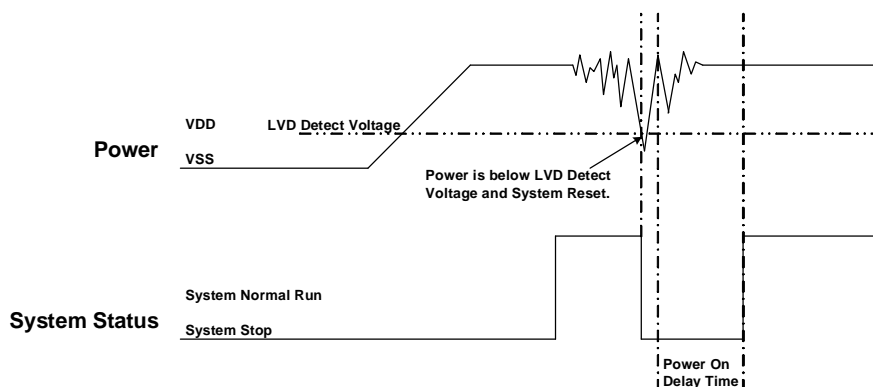 VDD
LVD Detect Voltage
Power
VSS
Power is below LVD Detect
Voltage and System Reset.
System Normal Run
System Status
System Stop
Power On
Delay Time